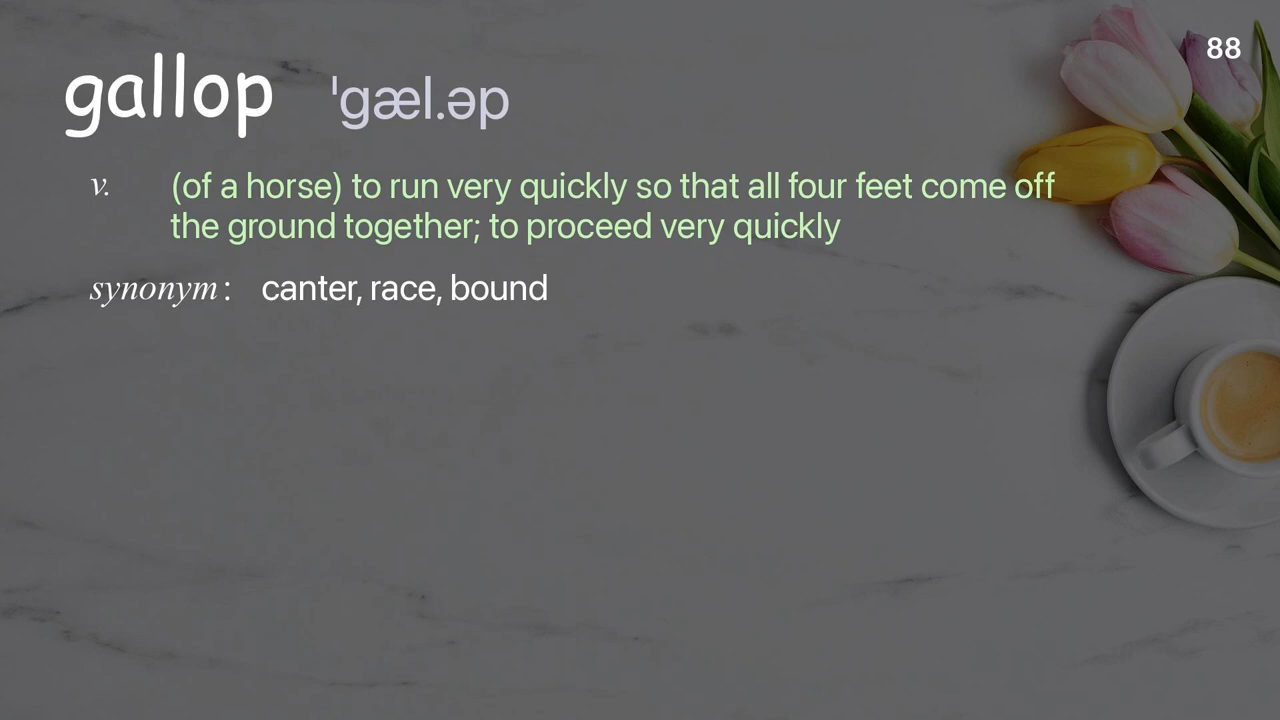 88
gallop ˈɡæl.əp
v. (of a horse) to run very quickly so that all four feet come off
the ground together; to proceed very quickly
synonym: canter, race, bound